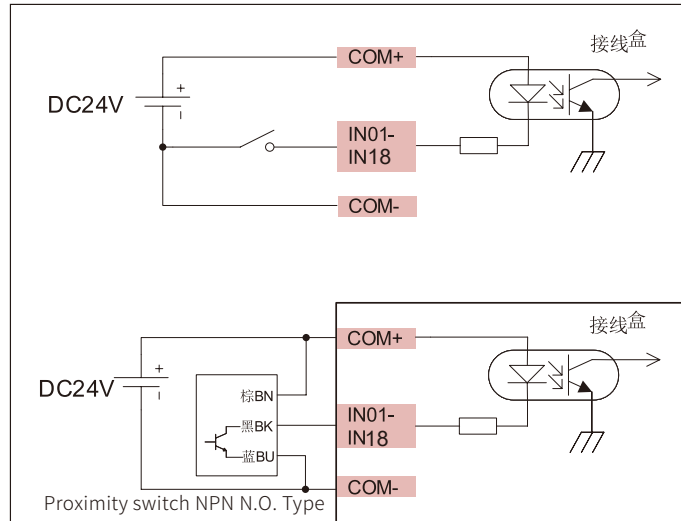 接线盒
COM+
DC24V
+
−
IN01-
IN18
COM-
接线盒
COM+
DC24V
+
−
棕BN
黑BK
IN01-
IN18
蓝BU
COM-
Proximity switch NPN N.O. Type